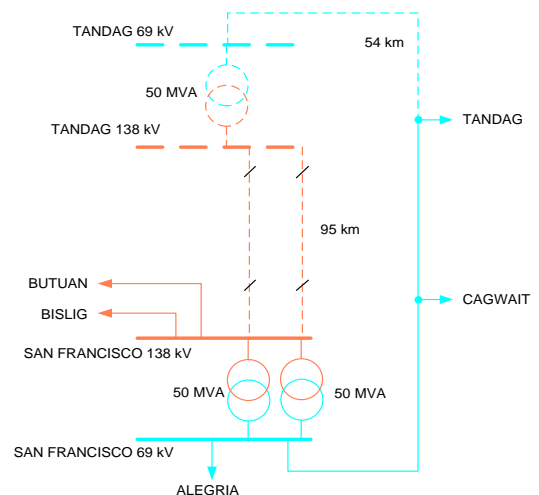 TANDAG 69 kV
54 km
50 MVA
TANDAG
TANDAG 138 kV
95 km
BUTUAN
CAGWAIT
BISLIG
SAN FRANCISCO 138 kV
50 MVA
50 MVA
SAN FRANCISCO 69 kV
ALEGRIA